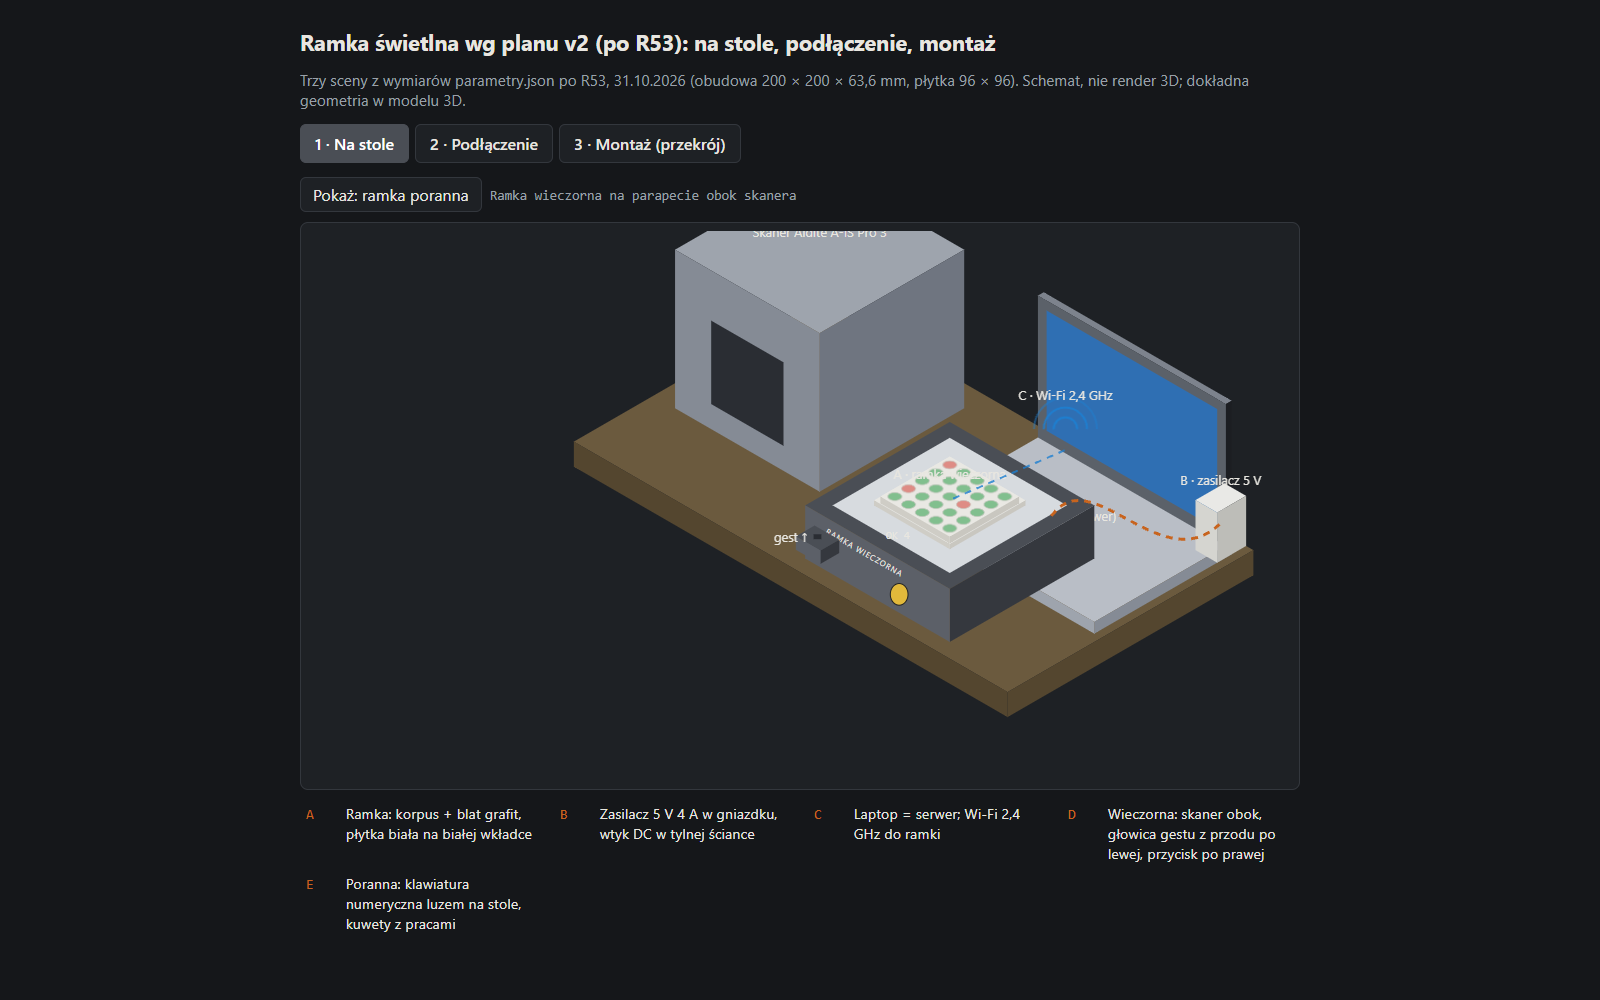 Ramka świetlna wg planu v2 (po R53): na stole, podłączenie, montaż
Trzy sceny z wymiarów parametry.json po R53, 31.10.2026 (obudowa 200 × 200 × 63,6 mm, płytka 96 × 96). Schemat, nie render 3D; dokładna
geometria w modelu 3D.
1 · Na stole
2 · Podłączenie
3 · Montaż (przekrój)
Pokaż: ramka poranna
Ramka wieczorna na parapecie obok skanera
Skaner Aidite A-IS Pro 3
C · Wi-Fi 2,4 GHz
B · zasilacz 5 V
gest ↑
RAMKA WIECZORNA
A
Ramka: korpus + blat grafit,
płytka biała na białej wkładce
B
Zasilacz 5 V 4 A w gniazdku,
wtyk DC w tylnej ściance
C
Laptop = serwer; Wi-Fi 2,4
GHz do ramki
D
Wieczorna: skaner obok,
głowica gestu z przodu po
lewej, przycisk po prawej
E
Poranna: klawiatura
numeryczna luzem na stole,
kuwety z pracami